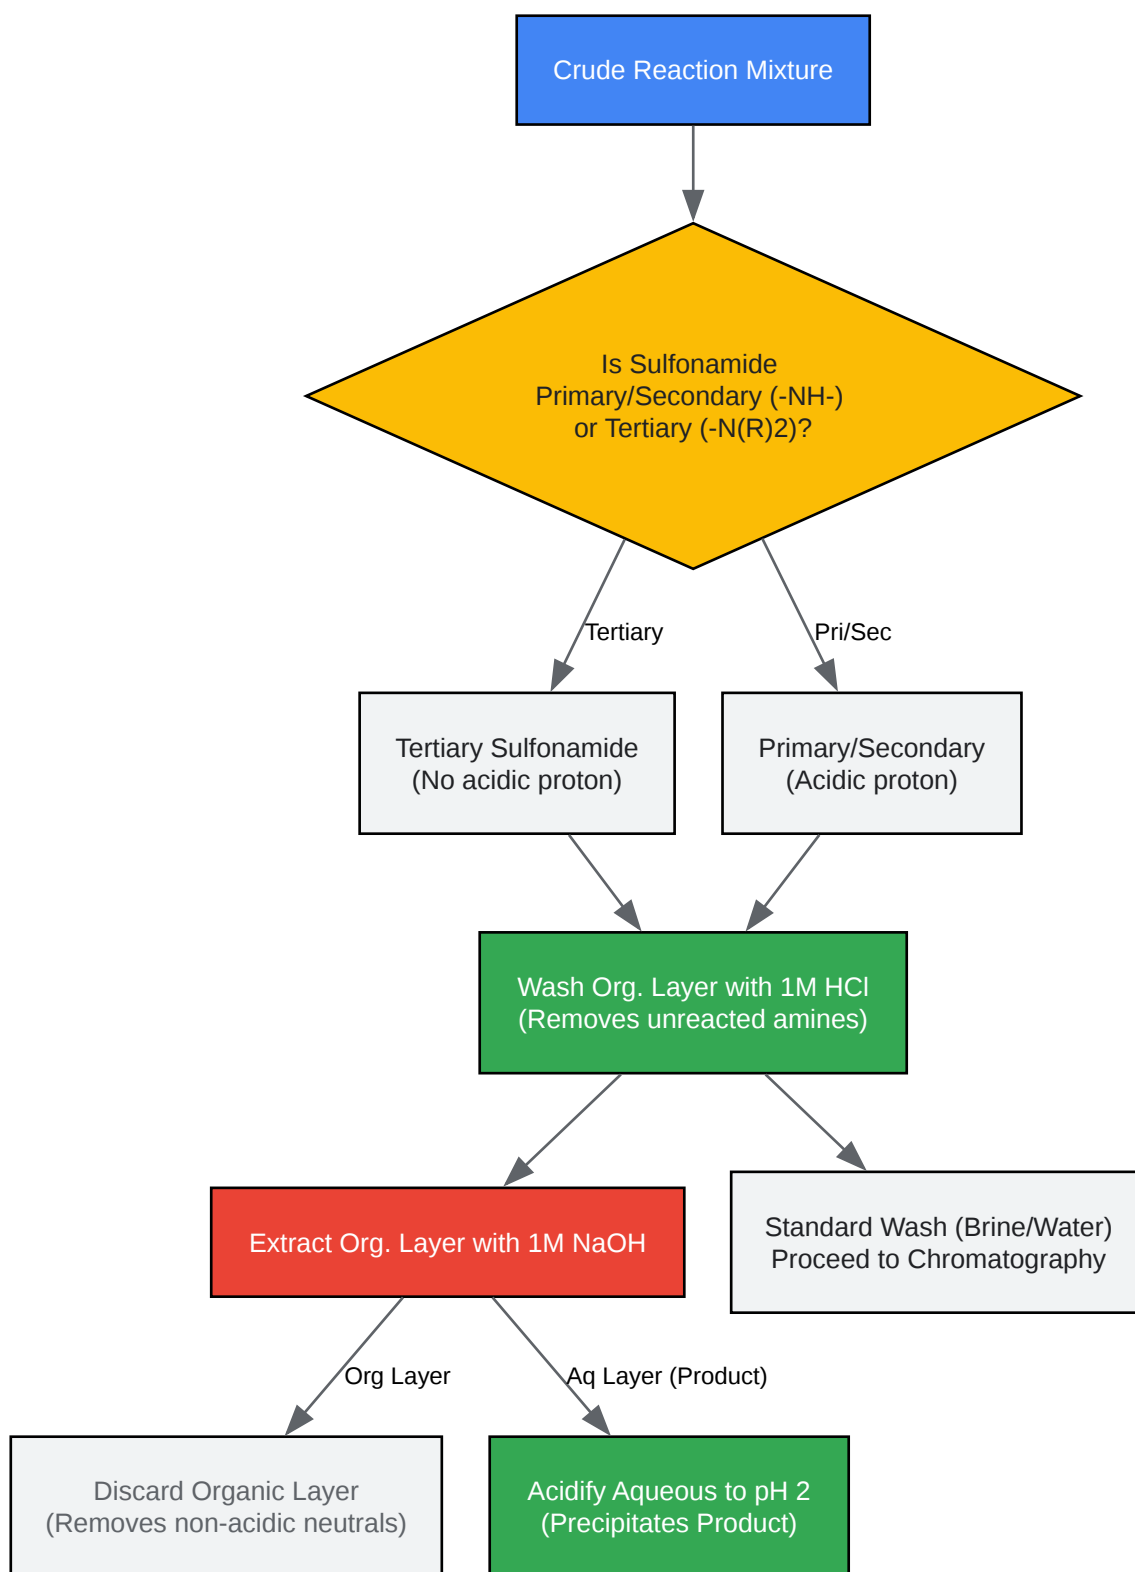 Crude Reaction Mixture
Is Sulfonamide
Primary/Secondary (-NH-)
or Tertiary (-N(R)2)?
Tertiary
Pri/Sec
Tertiary Sulfonamide
(No acidic proton)
Primary/Secondary
(Acidic proton)
Wash Org. Layer with 1M HCl
(Removes unreacted amines)
Extract Org. Layer with 1M NaOH
Standard Wash (Brine/Water)
Proceed to Chromatography
Org Layer
Aq Layer (Product)
Discard Organic Layer
(Removes non-acidic neutrals)
Acidify Aqueous to pH 2
(Precipitates Product)